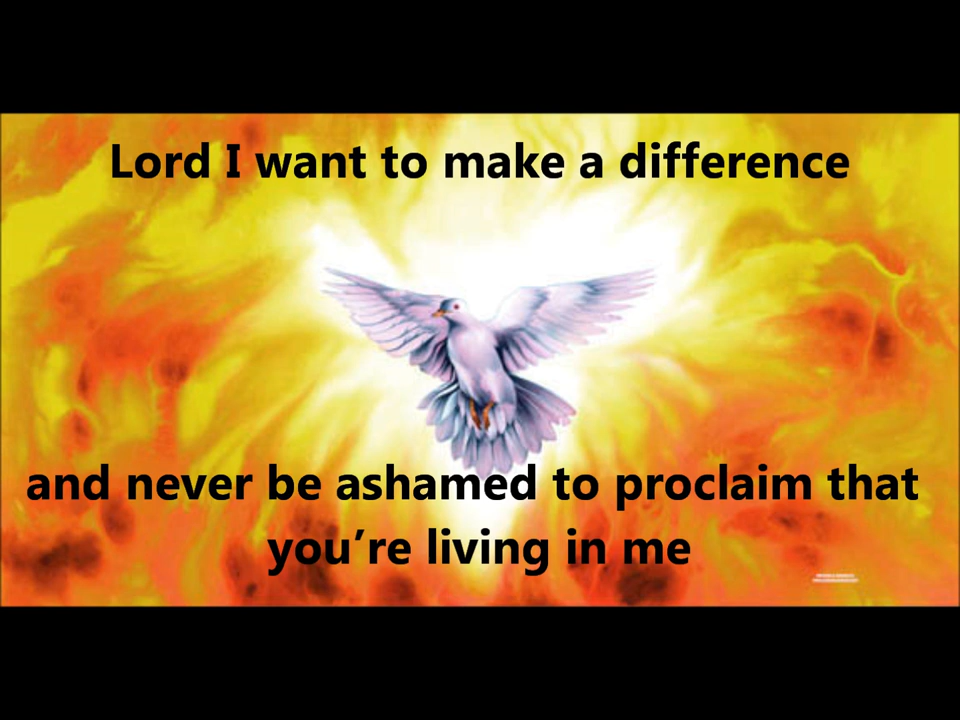 Lord I want to make a difference
and never be ashamed to proclaim that
you’re living in me